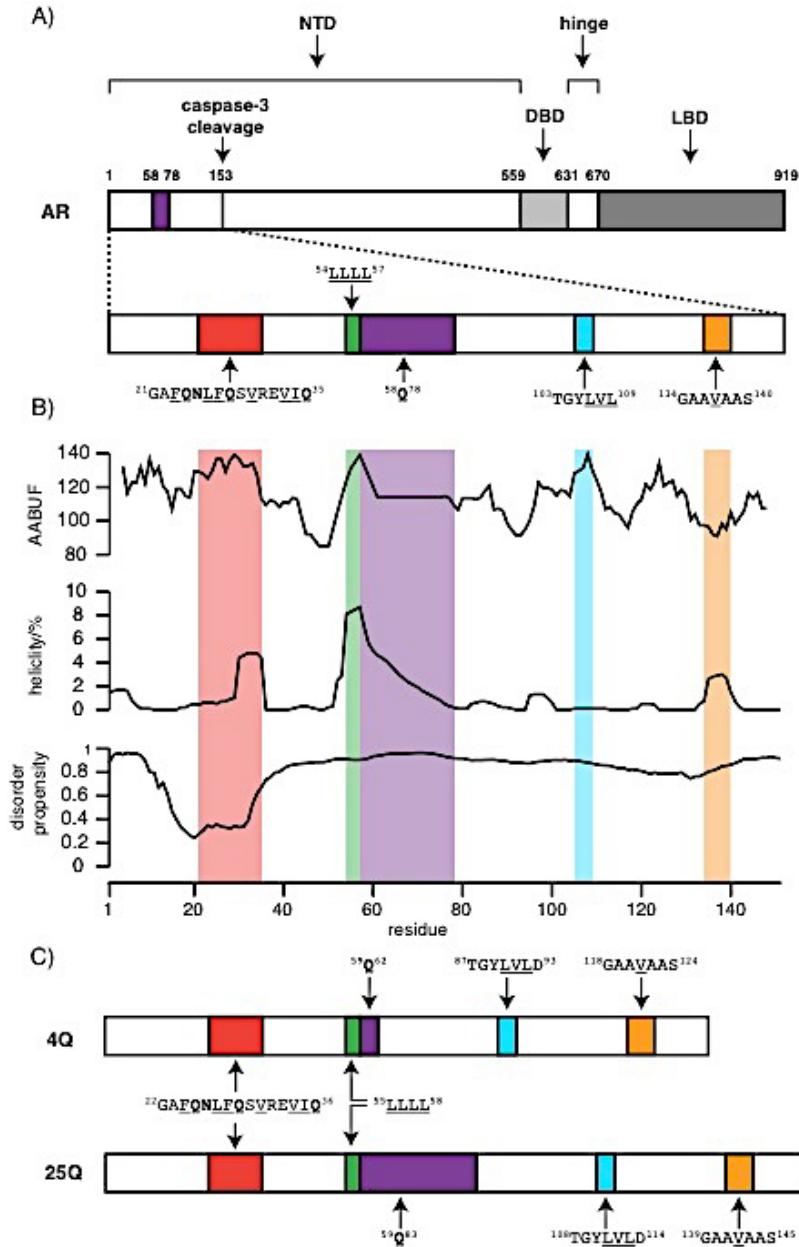 A)
NTD
hinge
caspase-3
cleavage
DBD
LBD
1
58 78
153
559
631
670
919
AR
54LLLL57
21GAFQNLFQSVREVIQ35
58Q78
103TGYLVL109
134GAAVAAS140
B)
AABUF
140
120
100
80
heliclity/%
10
8
6
4
2
0
disorder
propensity
1
0.8
0.6
0.4
0.2
0
1
20
40
60
80
100
120
140
residue
C)
59Q62
87TGYLVLD93
118GAAVAAS124
4Q
22GAFQNLFQSVREVIQ36
55LLLL58
25Q
59Q83
108TGYLVLD114
139GAAVAAS145